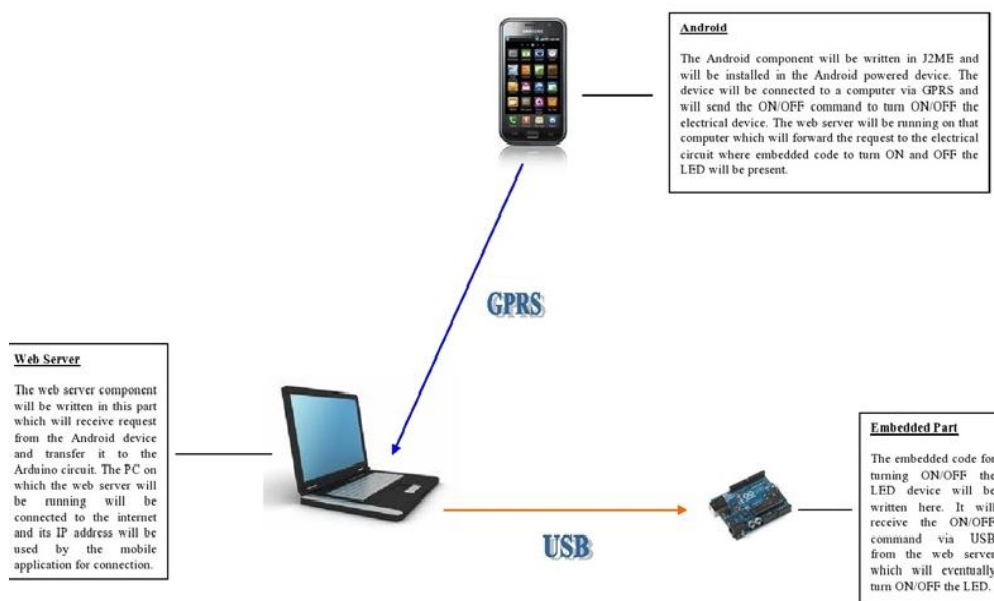 Android
The Android component will be written in J2ME and
will be installed in the Android powered device. The
device will be connected to a computer via GPRS and
will send the ON/OFF command to turn ON/OFF the
electrical device. The web server will be running on that
computer which will forward the request to the electrical
circuit where embedded code to turn ON and OFF the
LED will be present.
GPRS
Web Server
The web server component
will be written in this part
which will receive request
from the Android device
and transfer it to the
Arduino circuit. The PC on
which the web server will
be running will be
connected to the internet
and its IP address will be
used by the mobile
application for connection.
USB
Embedded Part
The embedded code for
turning ON/OFF the
LED device will be
written here. It will
receive the ON/OFF
command via USB
from the web server
which will eventually
turn ON/OFF the LED.